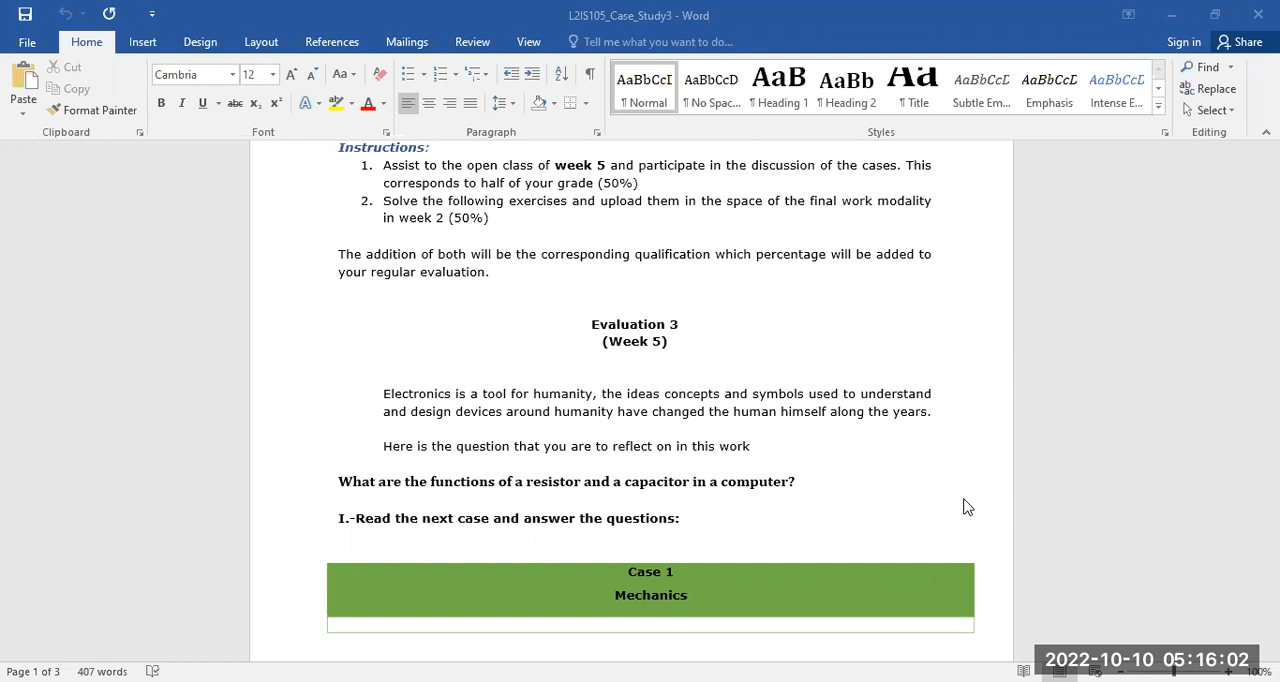 L2IS105_Case_Study3 - Word
File Home Insert Design Layout References Mailings Review View Tell me what you want to do... Sign in Share
Paste
Cut
Copy
Format Painter
Clipboard
Cambria 12
Font
Paragraph
AaBbCcI AaBbCcD AaB AaBb Aa AaBbCcD AaBbCcD AaBbCcD
¶ Normal ¶ No Spac... ¶ Heading 1 ¶ Heading 2 ¶ Title Subtle Em... Emphasis Intense E...
Styles
Find
Replace
Select
Editing
Instructions:
1. Assist to the open class of week 5 and participate in the discussion of the cases. This
corresponds to half of your grade (50%)
2. Solve the following exercises and upload them in the space of the final work modality
in week 2 (50%)
The addition of both will be the corresponding qualification which percentage will be added to
your regular evaluation.
Evaluation 3
(Week 5)
Electronics is a tool for humanity, the ideas concepts and symbols used to understand
and design devices around humanity have changed the human himself along the years.
Here is the question that you are to reflect on in this work
What are the functions of a resistor and a capacitor in a computer?
I.-Read the next case and answer the questions:
Case 1
Mechanics
Page 1 of 3 407 words
2022-10-10 05:16:02
100%